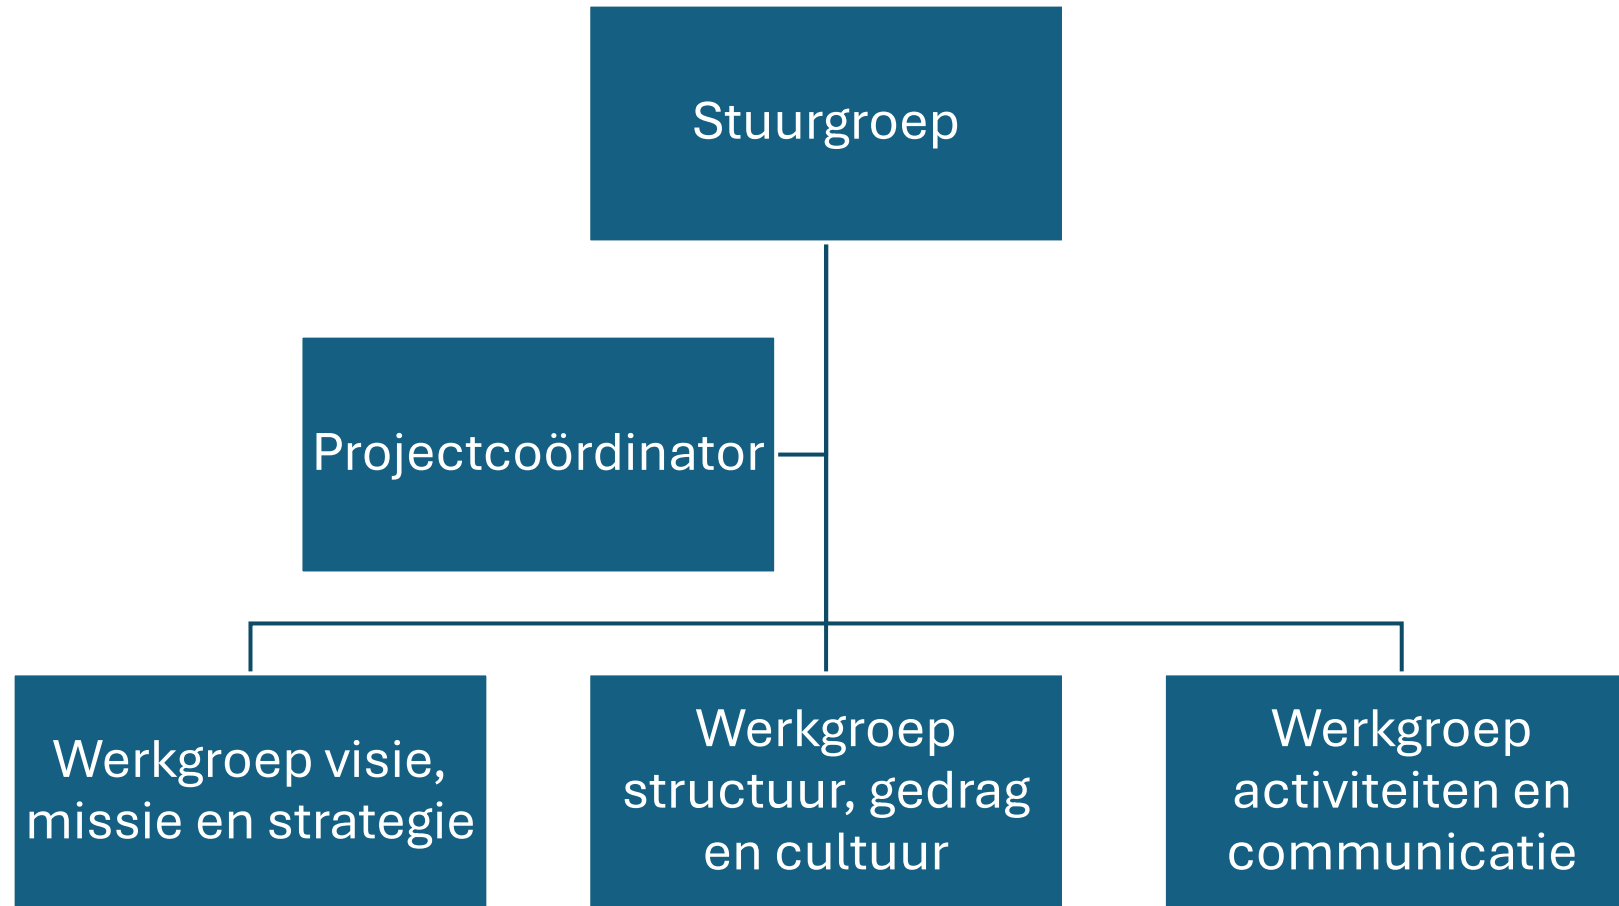 Stuurgroep
Projectcoördinator
Werkgroep visie,
missie en strategie
Werkgroep
structuur, gedrag
en cultuur
Werkgroep
activiteiten en
communicatie